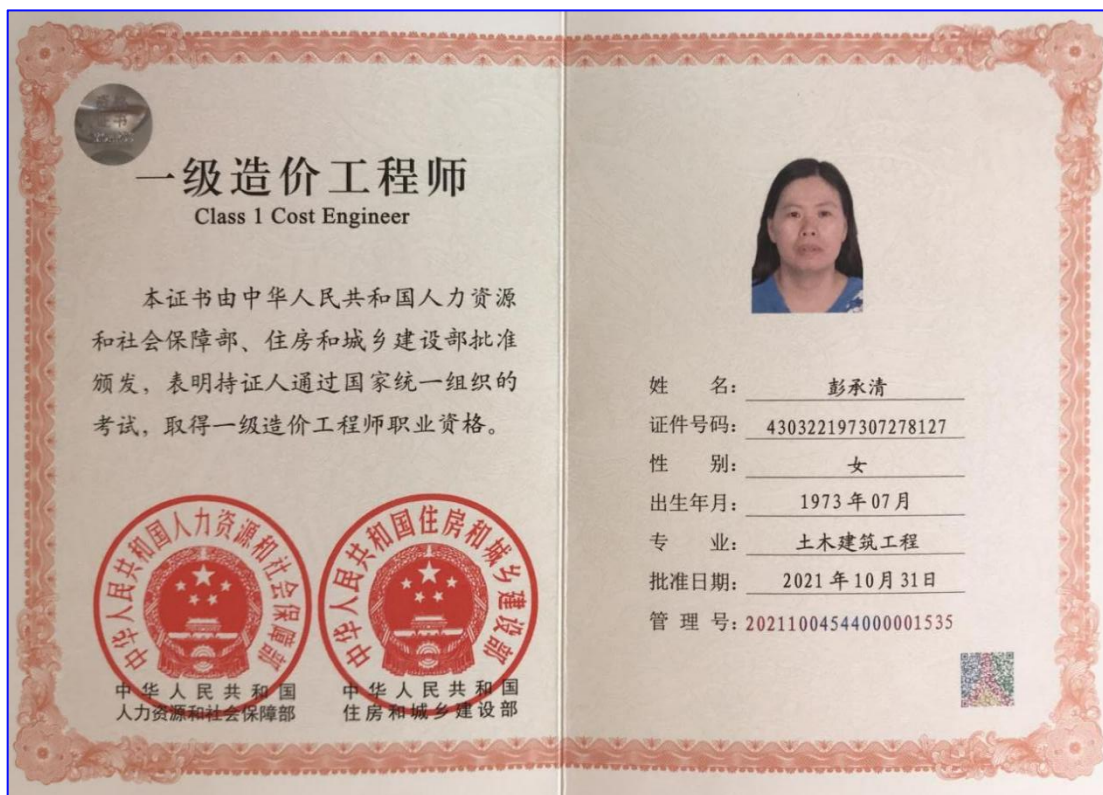 一级造价工程师
Class 1 Cost Engineer
本证书由中华人民共和国人力资源
和社会保障部、住房和城乡建设部批准
颁发，表明持证人通过国家统一组织的
考试，取得一级造价工程师职业资格。
中华人民共和国人力资源和社会保障部
中华人民共和国住房和城乡建设部
中华人民共和国
人力资源和社会保障部
中华人民共和国
住房和城乡建设部
姓 名：彭承清
证件号码：430322197307278127
性 别：女
出生年月：1973年07月
专 业：土木建筑工程
批准日期：2021年10月31日
管 理 号：20211004544000001535